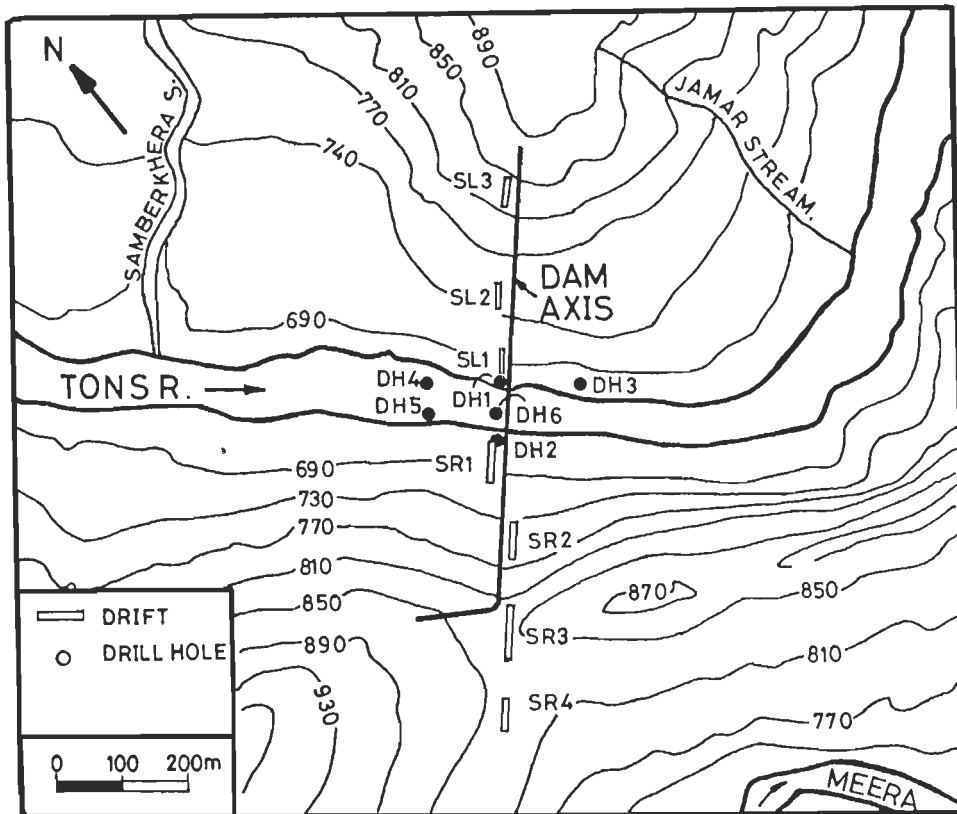 N
SAMBERKHERA S.
890
850
810
770
740
JAMAR STREAM.
SL3
SL2
DAM
AXIS
690
SL1
TONS R.
DH4
DH1
DH3
DH5
DH6
DH2
SR1
690
730
770
810
850
890
930
SR2
870
850
SR3
810
SR4
770
DRIFT
DRILL HOLE
0 100 200m
MEERA